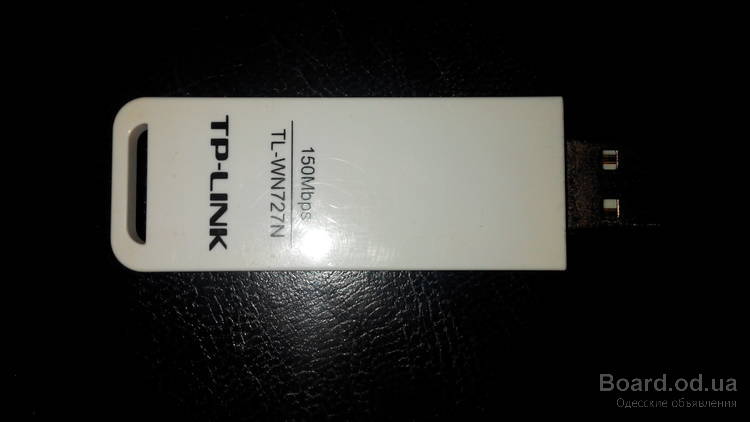 TP-LINK
150Mbps
TL-WN727N
Board.od.ua
Одесские объявления